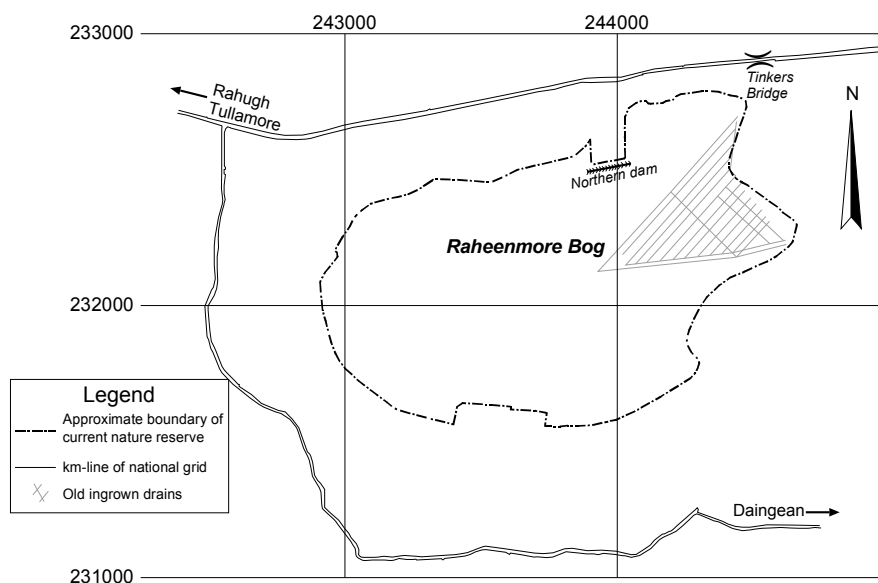 243000
244000
233000
Tinkers
Bridge
Rahugh
Tullamore
N
Northern dam
Raheenmore Bog
232000
Legend
Approximate boundary of
current nature reserve
km-line of national grid
Old ingrown drains
Daingean
231000